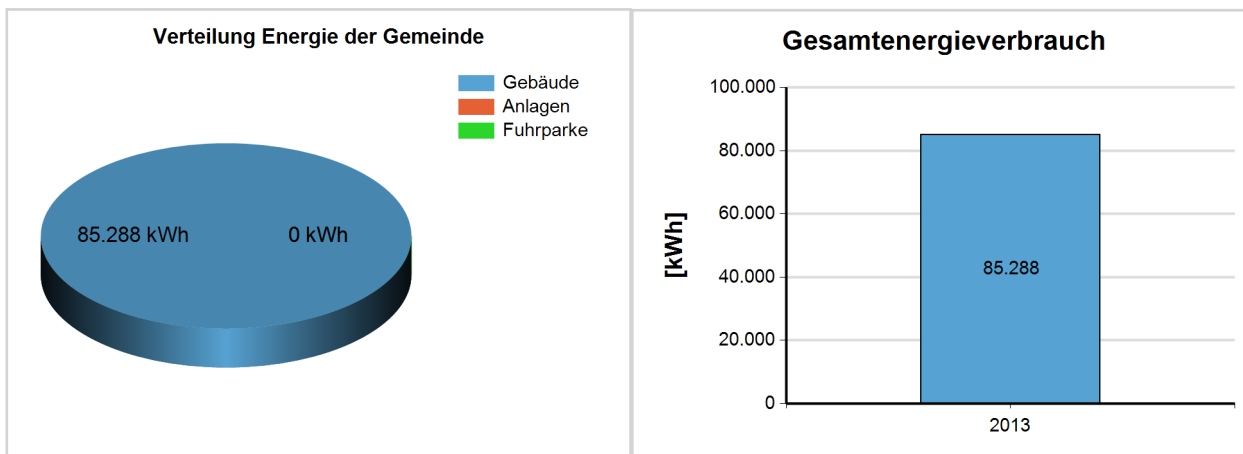 Verteilung Energie der Gemeinde
Gebäude
Anlagen
Fuhrparke
85.288 kWh
0 kWh
Gesamtenergieverbrauch
[kWh]
100.000
80.000
60.000
40.000
20.000
0
85.288
2013